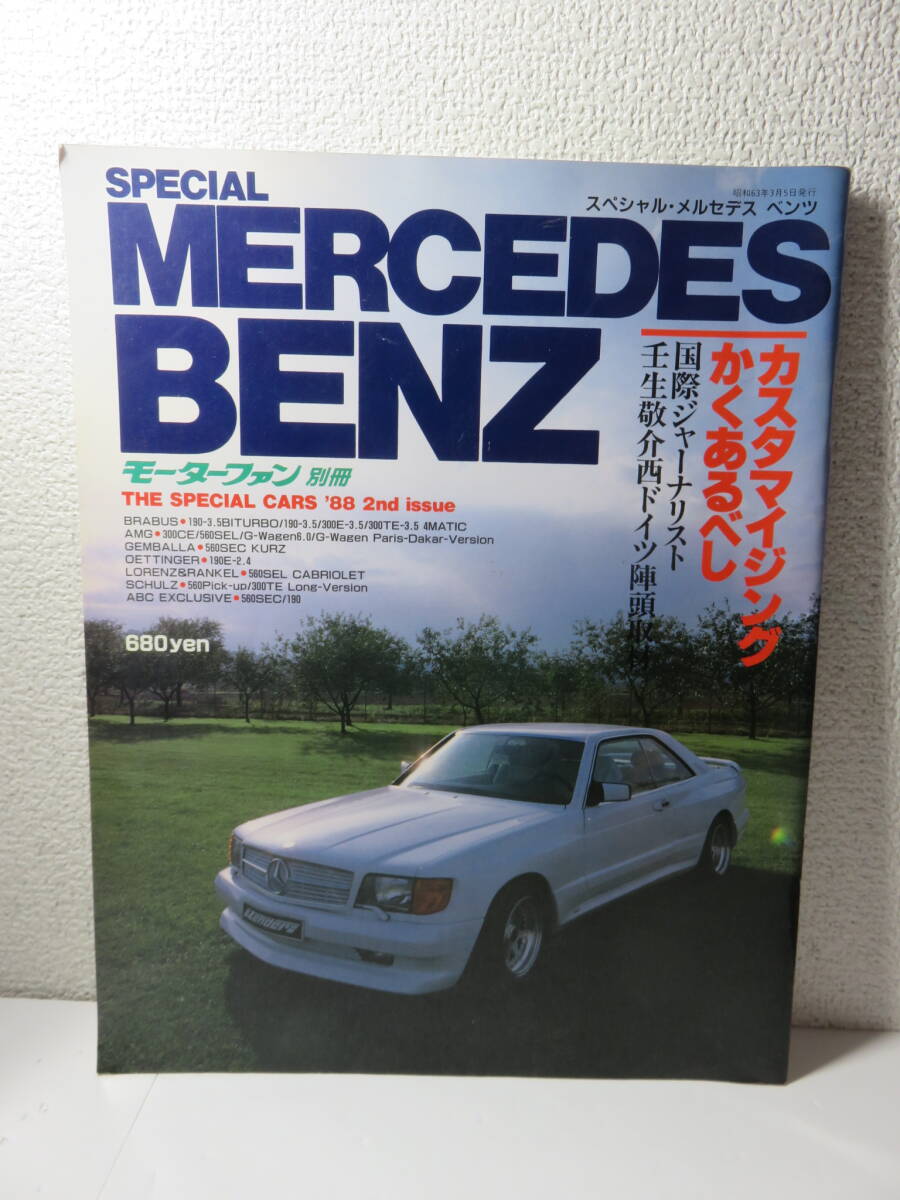 SPECIAL
昭和63年3月5日発行
スペシャル・メルセデス ベンツ
MERCEDES
BENZ
カスタマイジング
かくあるべし
国際ジャーナリスト
壬生敬介西ドイツ陣頭取
モーターファン 別冊
THE SPECIAL CARS '88 2nd issue
BRABUS●190-3.5BITURBO/190-3.5/300E-3.5/300TE-3.5 4MATIC
AMG●300CE/560SEL/G-Wagen6.0/G-Wagen Paris-Dakar-Version
GEMBALLA●560SEC KURZ
OETTINGER●190E-2.4
LORENZ&RANKEL●560SEL CABRIOLET
SCHULZ●560Pick-up/300TE Long-Version
ABC EXCLUSIVE●560SEC/190
680yen